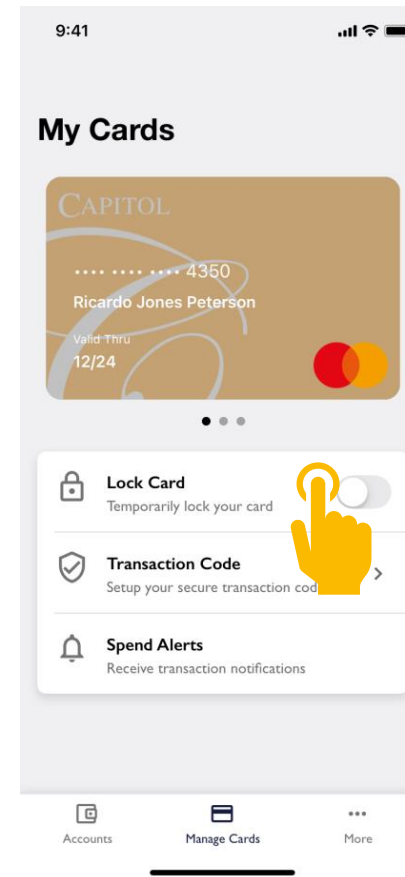 9:41
My Cards
CAPITOL
•••• •••• •••• 4350
Ricardo Jones Peterson
Valid Thru
12/24
Lock Card
Temporarily lock your card
Transaction Code
Setup your secure transaction
Spend Alerts
Receive transaction notifications
Accounts Manage Cards More